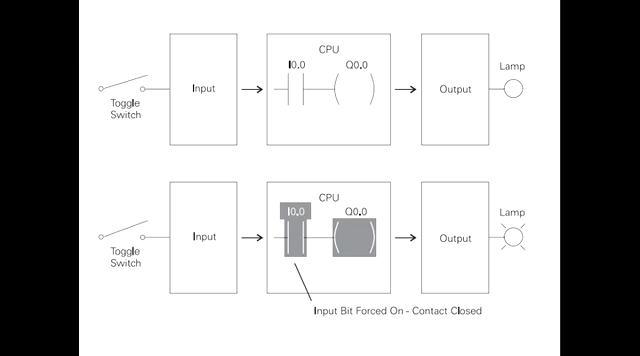 CPU
I0.0 Q0.0
Lamp
Input
Output
Toggle
Switch
CPU
I0.0 Q0.0
Lamp
Input
Output
Toggle
Switch
Input Bit Forced On - Contact Closed